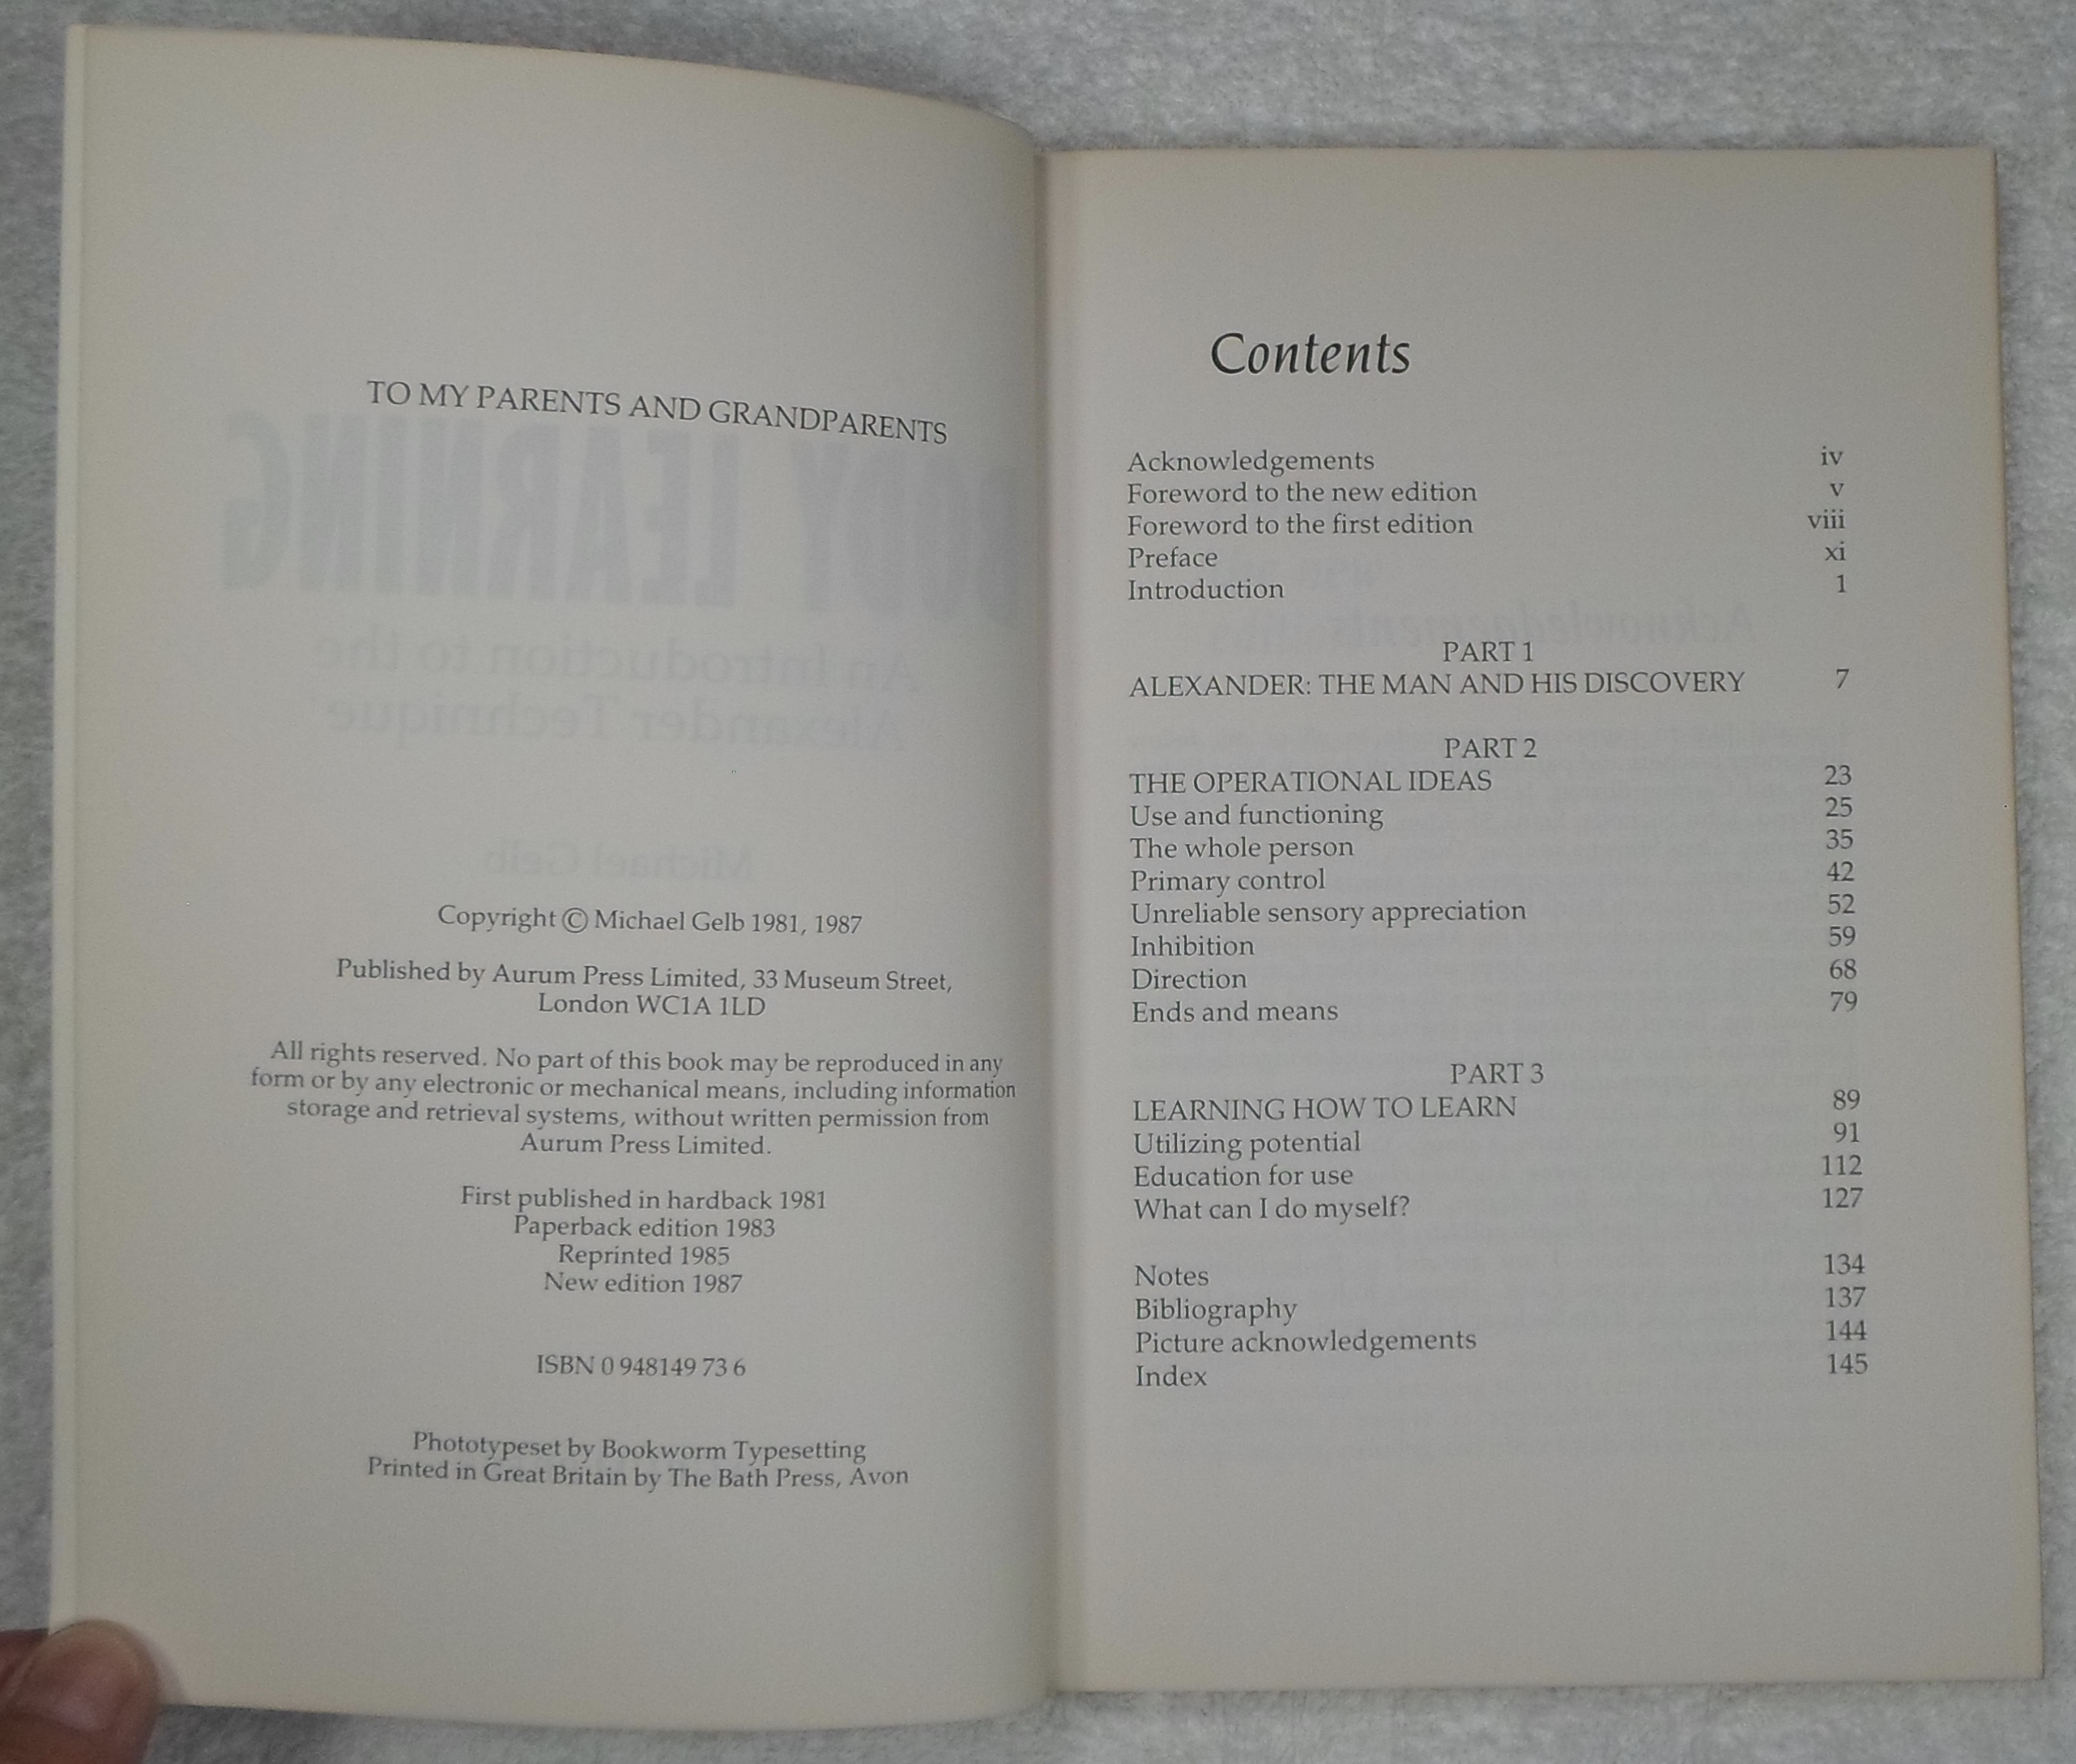 TO MY PARENTS AND GRANDPARENTS
Copyright © Michael Gelb 1981, 1987
Published by Aurum Press Limited, 33 Museum Street,
London WC1A 1LD
All rights reserved. No part of this book may be reproduced in any
form or by any electronic or mechanical means, including information
storage and retrieval systems, without written permission from
Aurum Press Limited.
First published in hardback 1981
Paperback edition 1983
Reprinted 1985
New edition 1987
ISBN 0 948149 73 6
Phototypeset by Bookworm Typesetting
Printed in Great Britain by The Bath Press, Avon
Contents
Acknowledgements iv
Foreword to the new edition v
Foreword to the first edition viii
Preface xi
Introduction 1
PART 1
ALEXANDER: THE MAN AND HIS DISCOVERY 7
PART 2
THE OPERATIONAL IDEAS 23
Use and functioning 25
The whole person 35
Primary control 42
Unreliable sensory appreciation 52
Inhibition 59
Direction 68
Ends and means 79
PART 3
LEARNING HOW TO LEARN 89
Utilizing potential 91
Education for use 112
What can I do myself? 127
Notes 134
Bibliography 137
Picture acknowledgements 144
Index 145